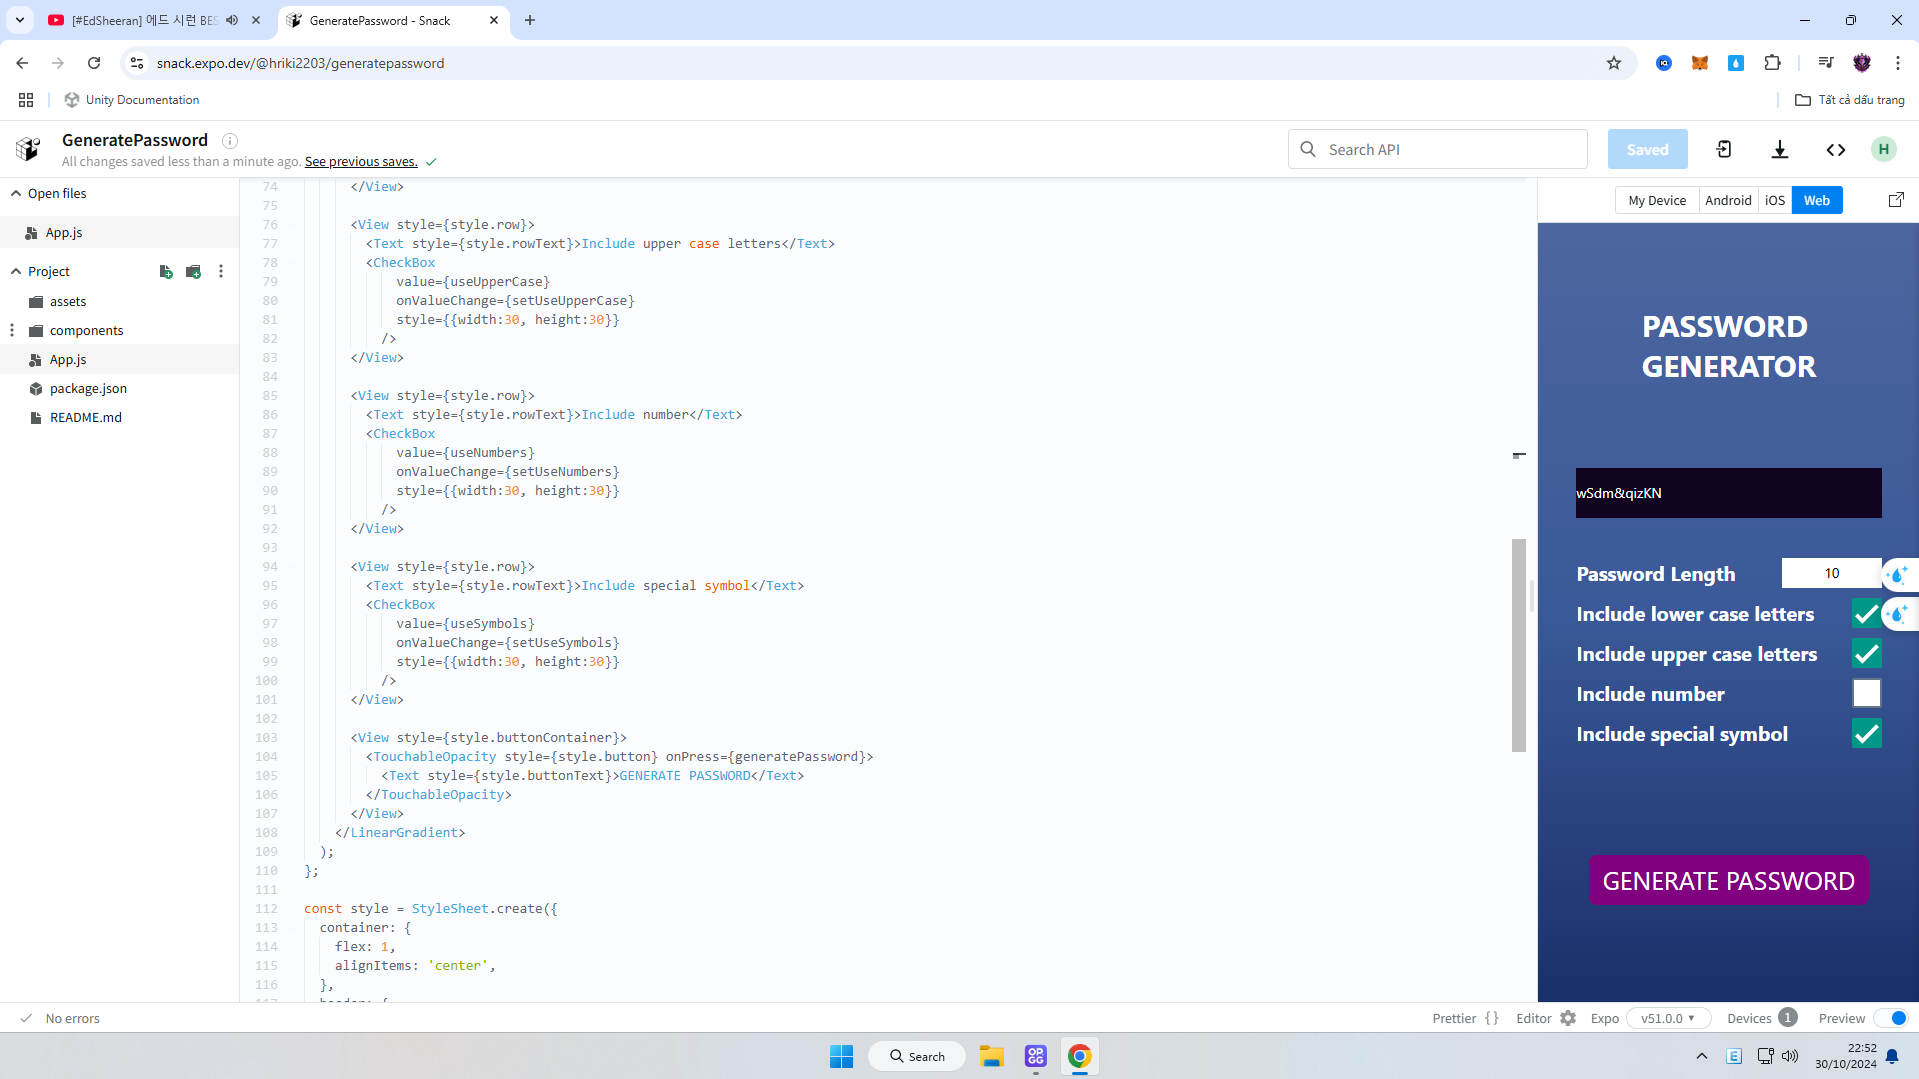 [#EdSheeran] 에드 시런 BES
GeneratePassword - Snack
snack.expo.dev/@hriki2203/generatepassword
Unity Documentation
Tất cả dấu trang
GeneratePassword
All changes saved less than a minute ago. See previous saves.
Search API
Saved
H
Open files
App.js
Project
assets
components
App.js
package.json
README.md
74 </View>
75
76 <View style={style.row}>
77 <Text style={style.rowText}>Include upper case letters</Text>
78 <CheckBox
79 value={useUpperCase}
80 onValueChange={setUseUpperCase}
81 style={{width:30, height:30}}
82 />
83 </View>
84
85 <View style={style.row}>
86 <Text style={style.rowText}>Include number</Text>
87 <CheckBox
88 value={useNumbers}
89 onValueChange={setUseNumbers}
90 style={{width:30, height:30}}
91 />
92 </View>
93
94 <View style={style.row}>
95 <Text style={style.rowText}>Include special symbol</Text>
96 <CheckBox
97 value={useSymbols}
98 onValueChange={setUseSymbols}
99 style={{width:30, height:30}}
100 />
101 </View>
102
103 <View style={style.buttonContainer}>
104 <TouchableOpacity style={style.button} onPress={generatePassword}>
105 <Text style={style.buttonText}>GENERATE PASSWORD</Text>
106 </TouchableOpacity>
107 </View>
108 </LinearGradient>
109 );
110 };
111
112 const style = StyleSheet.create({
113 container: {
114 flex: 1,
115 alignItems: 'center',
116 },
117 header: {
My Device
Android
iOS
Web
PASSWORD
GENERATOR
wSdm&qizKN
Password Length 10
Include lower case letters
Include upper case letters
Include number
Include special symbol
GENERATE PASSWORD
No errors
Prettier { }
Editor
Expo v51.0.0
Devices 1
Preview
Search
OP.GG
E
22:52
30/10/2024